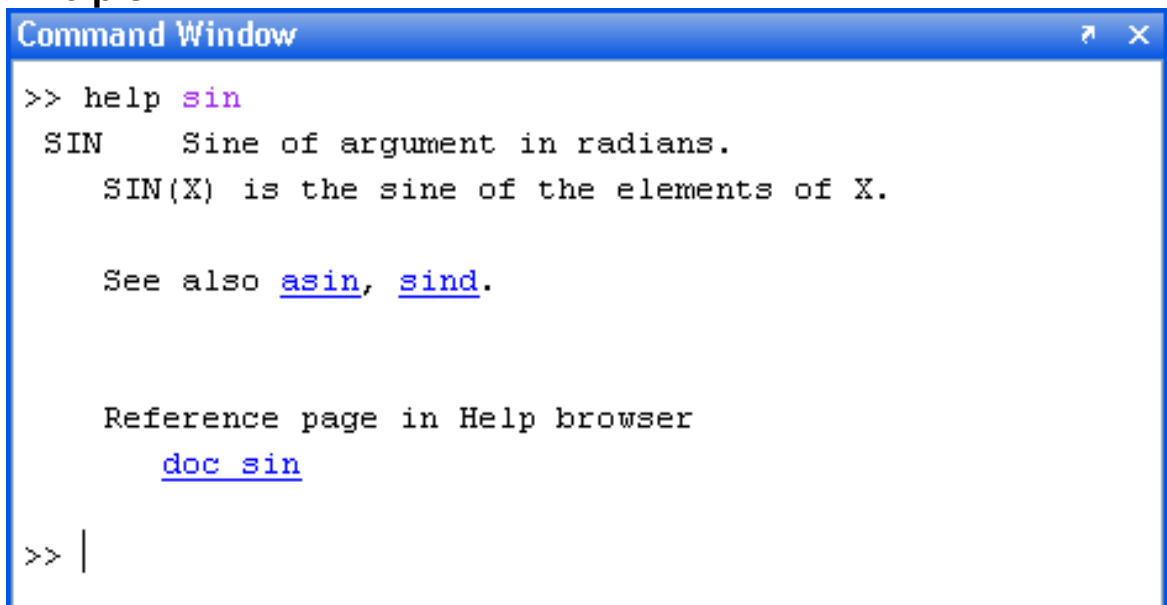 Command Window
>> help sin
SIN Sine of argument in radians.
SIN(X) is the sine of the elements of X.
See also asin, sind.
Reference page in Help browser
doc sin
>>